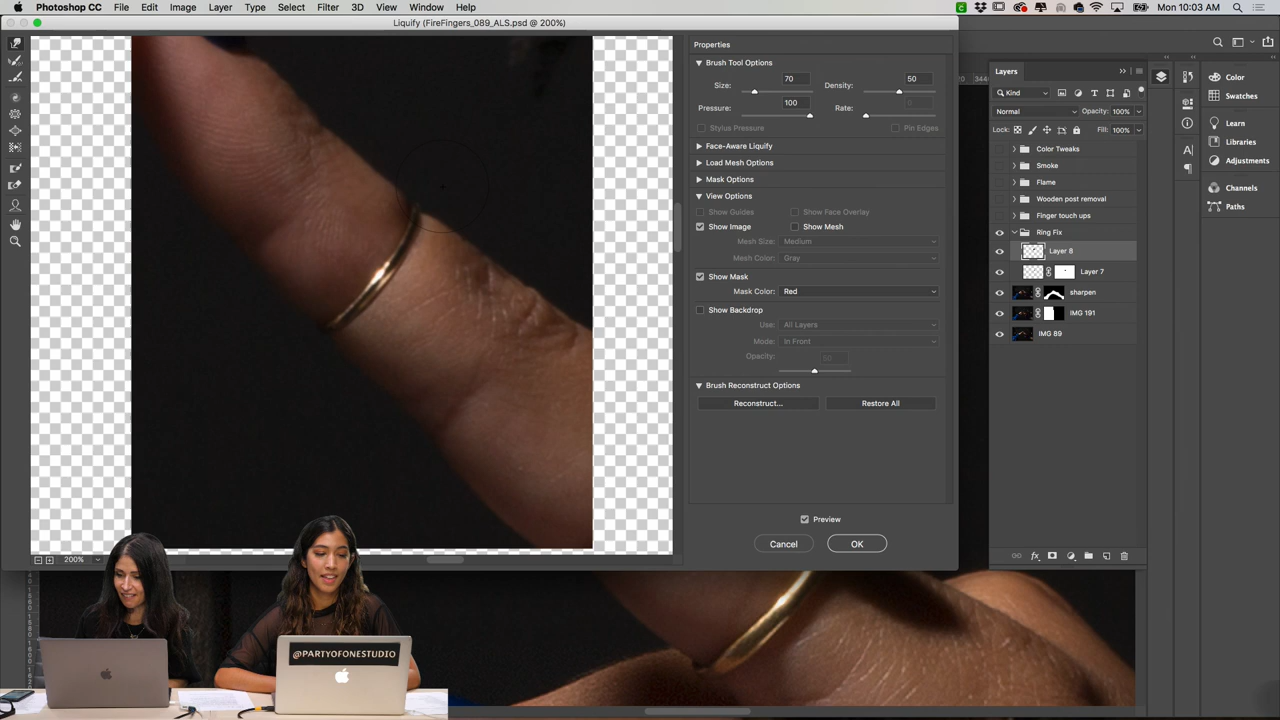 Photoshop CC File Edit Image Layer Type Select Filter 3D View Window Help 10:03 AM
Liquify (FireFingers_089_ALS.psd @ 200%)
Properties
Brush Tool Options
Size: 70 Density: 50
Pressure: 100 Rate: 0
Stylus Pressure Pin Edges
Face-Aware Liquify
Load Mesh Options
Mask Options
View Options
Show Guides Show Face Overlay
Show Image Show Mesh
Mesh Size: Medium
Mesh Color: Gray
Show Mask
Mask Color: Red
Show Backdrop
Use: All Layers
Mode: In Front
Opacity: 80
Brush Reconstruct Options
Reconstruct... Restore All
Preview
Cancel OK
200%
Layers
Kind
Normal Opacity: 100%
Lock: Fill: 100%
Color Tweaks
Smoke
Flame
Wooden post removal
Finger touch ups
Ring Fix
Layer 8
Layer 7
sharpen
IMG 191
IMG 89
Color
Swatches
Learn
Libraries
Adjustments
Channels
Paths
@PARTYOFONESTUDIO